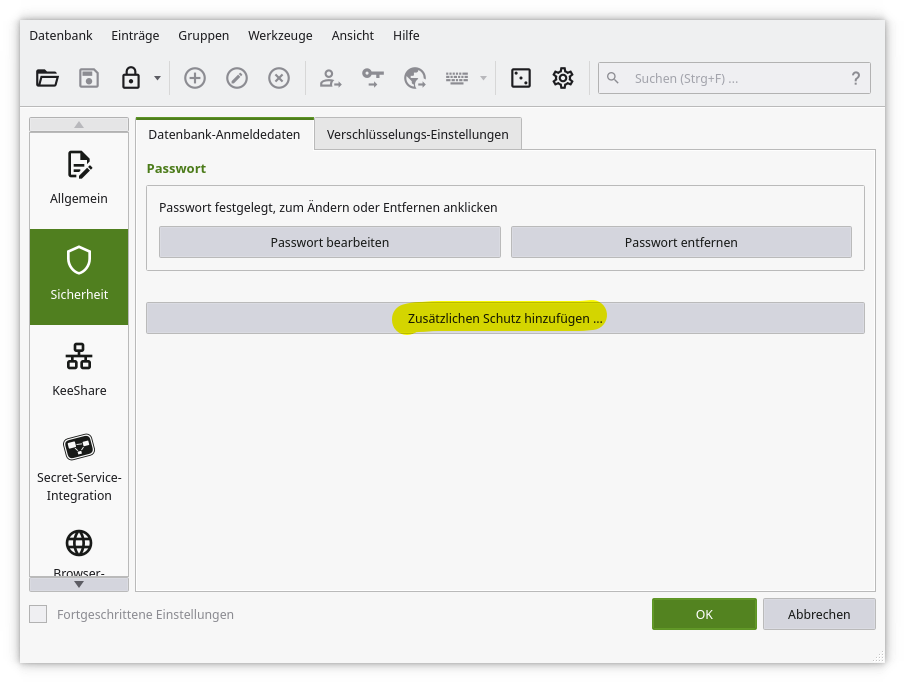 Datenbank Einträge Gruppen Werkzeuge Ansicht Hilfe
Suchen (Strg+F) ... ?
Allgemein
Sicherheit
KeeShare
Secret-Service-
Integration
Browser-
Datenbank-Anmeldedaten Verschlüsselungs-Einstellungen
Passwort
Passwort festgelegt, zum Ändern oder Entfernen anklicken
Passwort bearbeiten Passwort entfernen
Zusätzlichen Schutz hinzufügen ...
Fortgeschrittene Einstellungen OK Abbrechen